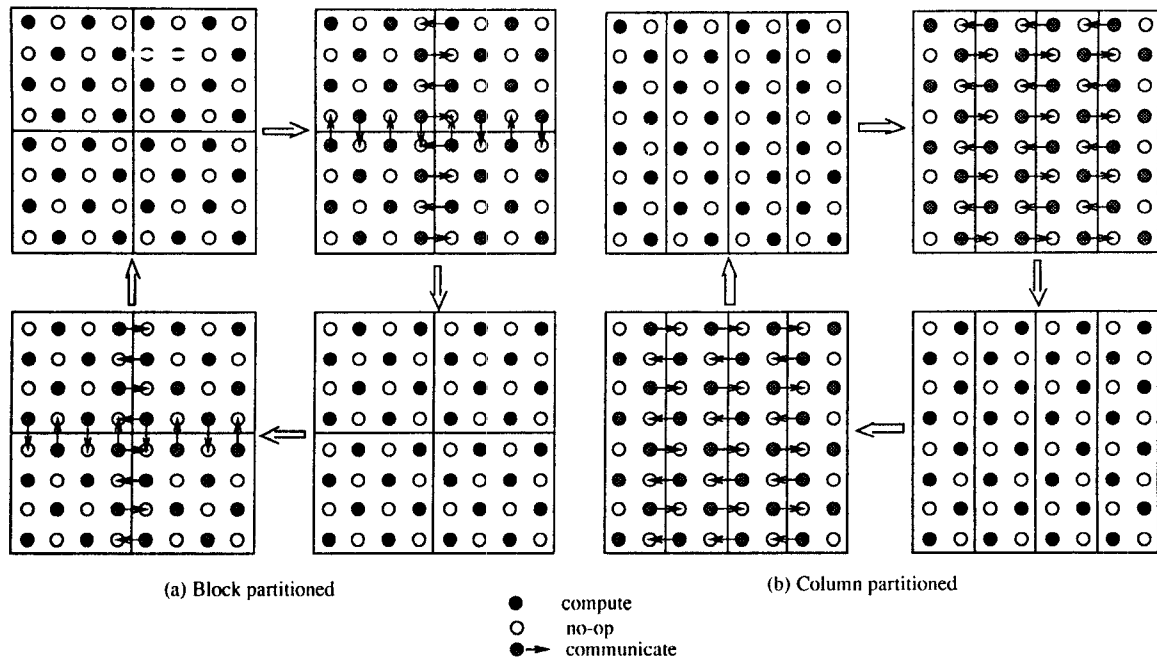 (a) Block partitioned
(b) Column partitioned
compute
no-op
communicate